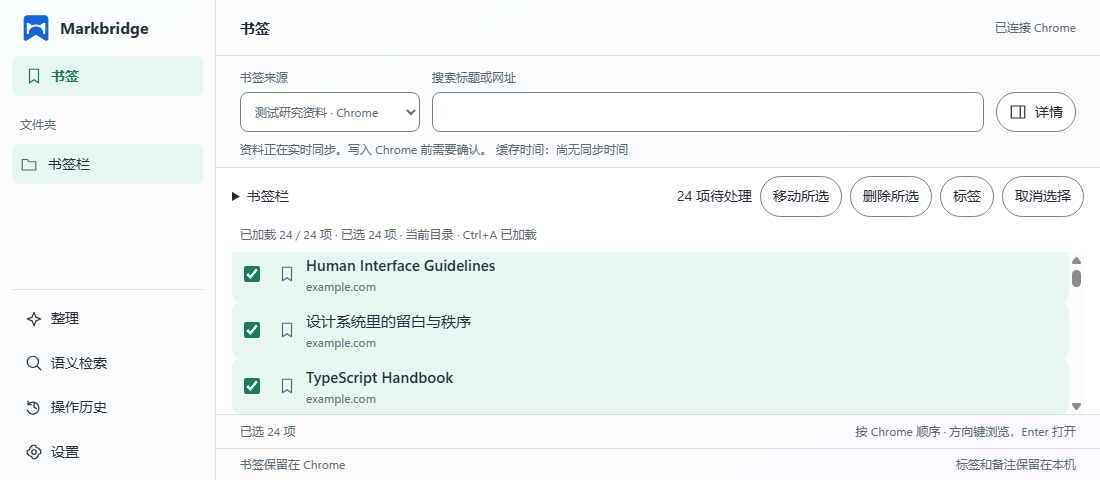 Markbridge
书签
文件夹
书签栏
整理
语义检索
操作历史
设置
书签
已连接 Chrome
书签来源
搜索标题或网址
测试研究资料 · Chrome
详情
资料正在实时同步。写入 Chrome 前需要确认。 缓存时间：尚无同步时间
书签栏
24 项待处理
移动所选
删除所选
标签
取消选择
已加载 24 / 24 项 · 已选 24 项 · 当前目录 · Ctrl+A 已加载
Human Interface Guidelines
example.com
设计系统里的留白与秩序
example.com
TypeScript Handbook
example.com
已选 24 项
按 Chrome 顺序 · 方向键浏览，Enter 打开
书签保留在 Chrome
标签和备注保留在本机